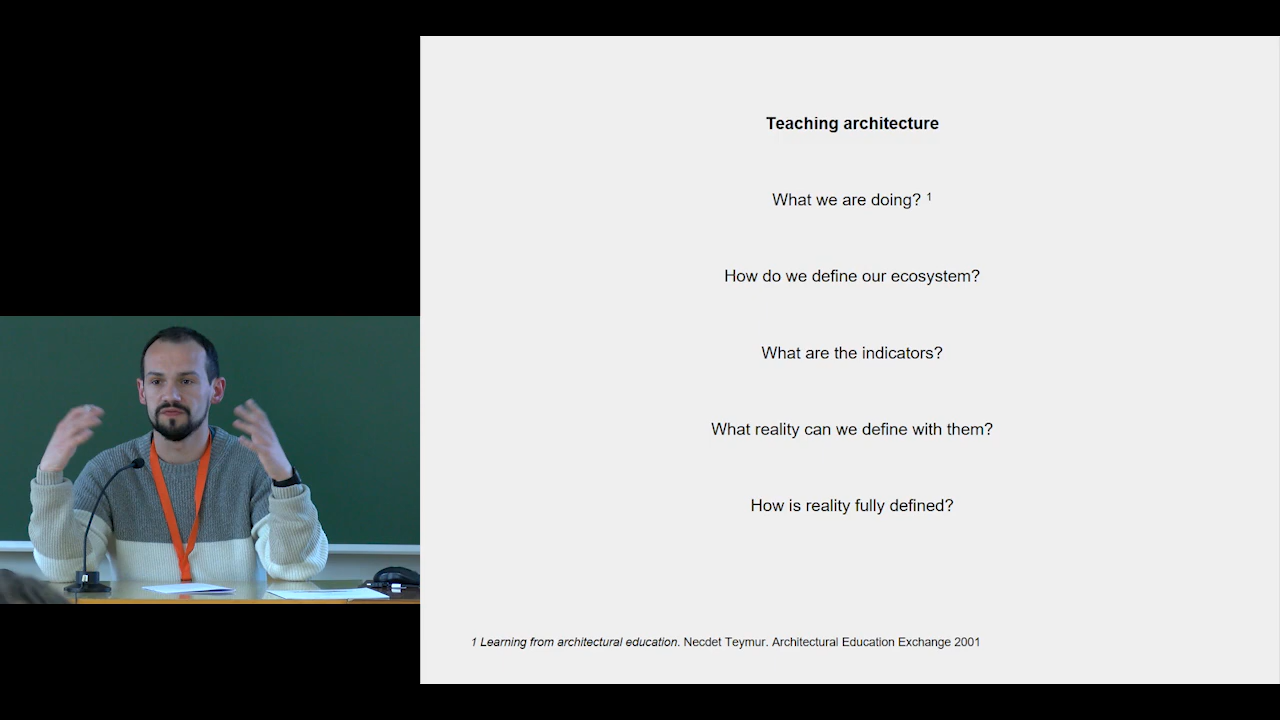 Teaching architecture
What we are doing? 1
How do we define our ecosystem?
What are the indicators?
What reality can we define with them?
How is reality fully defined?
1 Learning from architectural education. Necdet Teymur. Architectural Education Exchange 2001